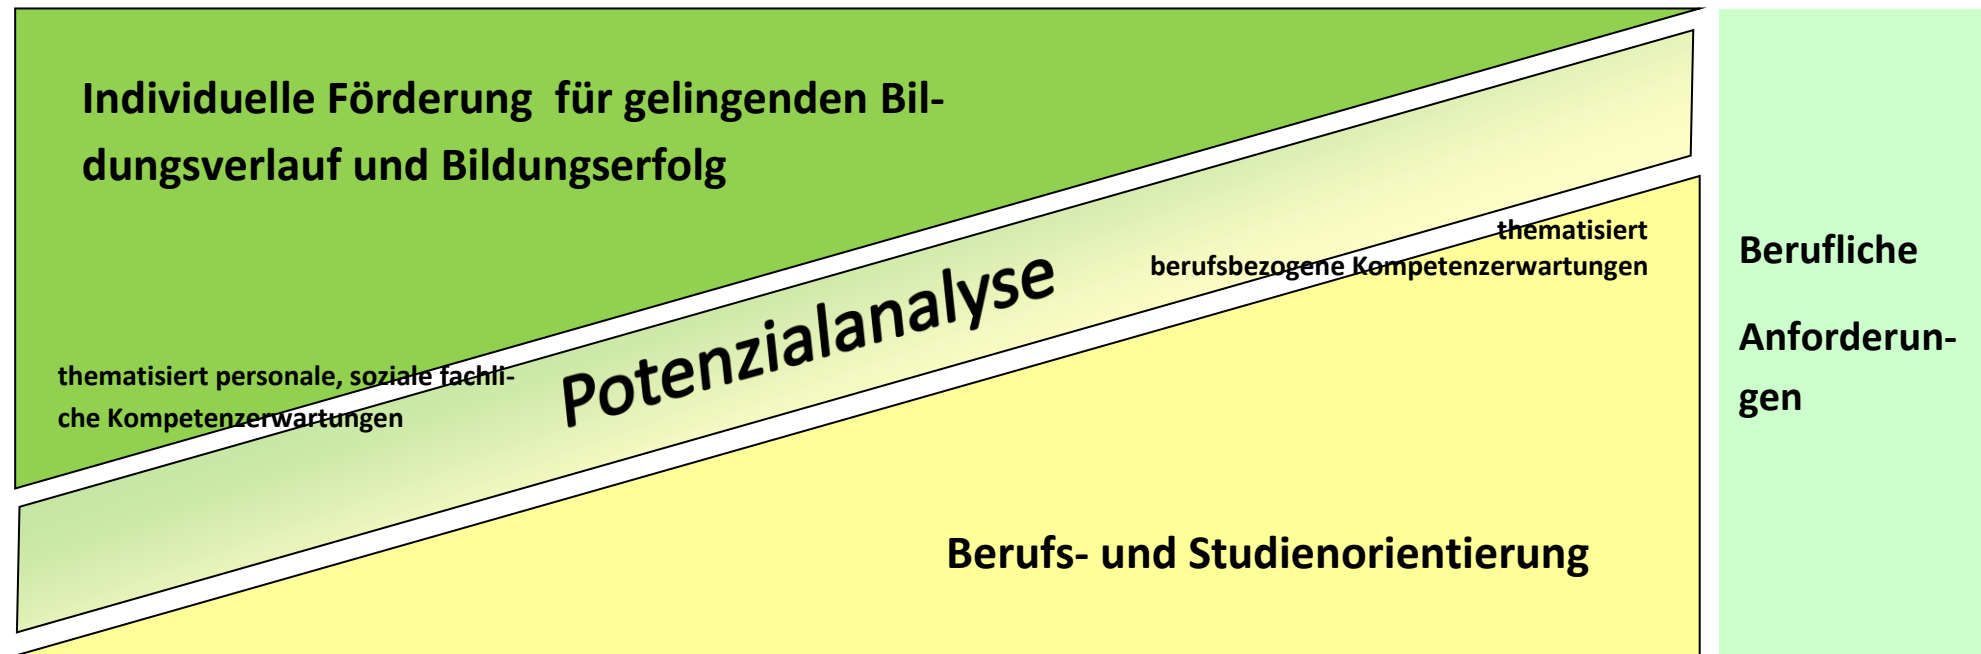 Individuelle Förderung  für gelingenden Bil-
dungsverlauf und Bildungserfolg
thematisiert
berufsbezogene Kompetenzerwartungen
Berufliche
Anforderun-
gen
Potenzialanalyse
thematisiert personale, soziale fachli-
che Kompetenzerwartungen
Berufs- und Studienorientierung